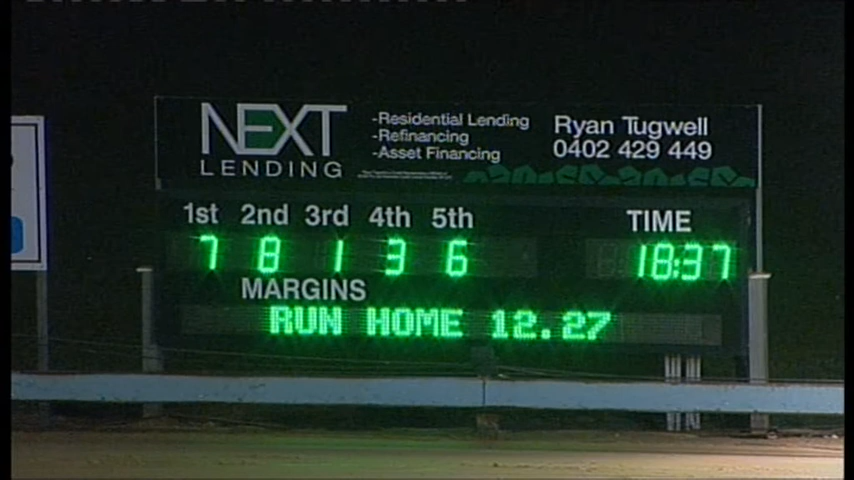 NEXT
LENDING
-Residential Lending
-Refinancing
-Asset Financing
Ryan Tugwell
0402 429 449
1st 2nd 3rd 4th 5th TIME
7 8 1 3 6 18:37
MARGINS
RUN HOME 12.27